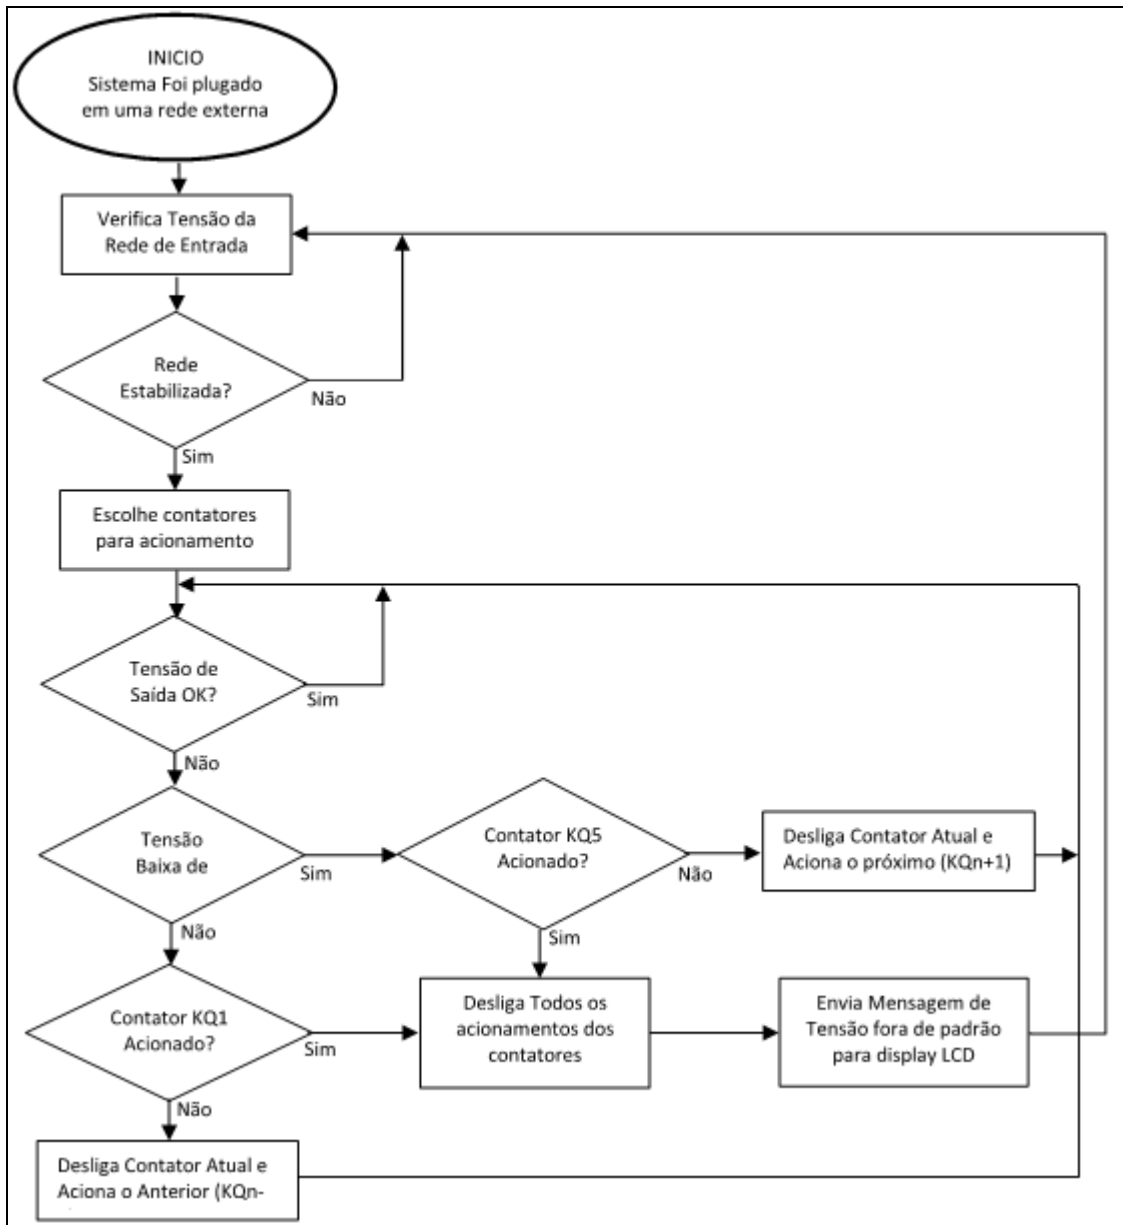 INICIO
Sistema Foi plugado
em uma rede externa
Verifica Tensão da
Rede de Entrada
Rede
Estabilizada?
Não
Sim
Escolhe contatores
para acionamento
Tensão de
Saída OK?
Sim
Não
Tensão
Baixa de
Sim
Contator KQ5
Acionado?
Não
Desliga Contator Atual e
Aciona o próximo (KQn+1)
Não
Sim
Contator KQ1
Acionado?
Sim
Desliga Todos os
acionamentos dos
contatores
Envia Mensagem de
Tensão fora de padrão
para display LCD
Não
Desliga Contator Atual e
Aciona o Anterior (KQn-